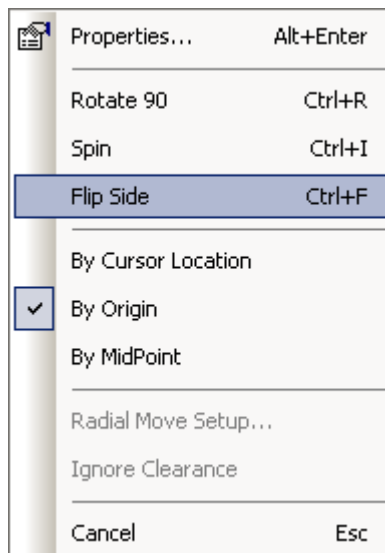 Properties... Alt+Enter
Rotate 90 Ctrl+R
Spin Ctrl+I
Flip Side Ctrl+F
By Cursor Location
By Origin
By MidPoint
Radial Move Setup...
Ignore Clearance
Cancel Esc